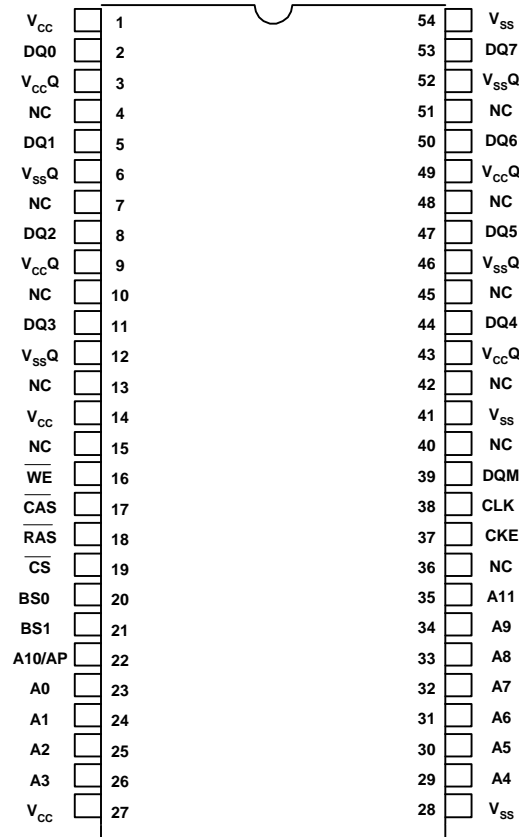 VCC 1 54 VSS
DQ0 2 53 DQ7
VCCQ 3 52 VSSQ
NC 4 51 NC
DQ1 5 50 DQ6
VSSQ 6 49 VCCQ
NC 7 48 NC
DQ2 8 47 DQ5
VCCQ 9 46 VSSQ
NC 10 45 NC
DQ3 11 44 DQ4
VSSQ 12 43 VCCQ
NC 13 42 NC
VCC 14 41 VSS
NC 15 40 NC
W̅E̅ 16 39 DQM
C̅A̅S̅ 17 38 CLK
R̅A̅S̅ 18 37 CKE
C̅S̅ 19 36 NC
BS0 20 35 A11
BS1 21 34 A9
A10/AP 22 33 A8
A0 23 32 A7
A1 24 31 A6
A2 25 30 A5
A3 26 29 A4
VCC 27 28 VSS